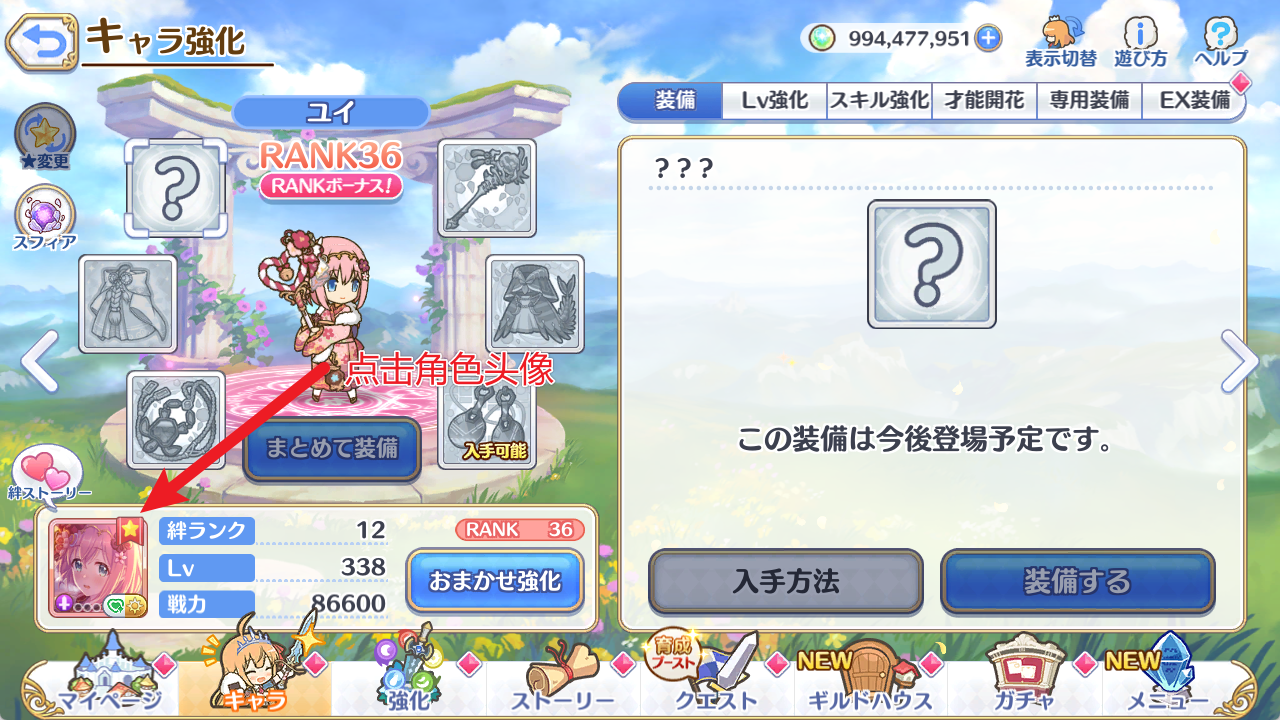 キャラ強化
994,477,951
表示切替
遊び方
ヘルプ
★変更
スフィア
ユイ
RANK36
RANKボーナス!
装備
Lv強化
スキル強化
才能開花
専用装備
EX装備
???
この装備は今後登場予定です。
点击角色头像
入手可能
まとめて装備
絆ストーリー
絆ランク
12
RANK 36
Lv
338
戦力
86600
おまかせ強化
入手方法
装備する
マイページ
キャラ
強化
ストーリー
育成
ブースト
クエスト
NEW
ギルドハウス
ガチャ
NEW
メニュー